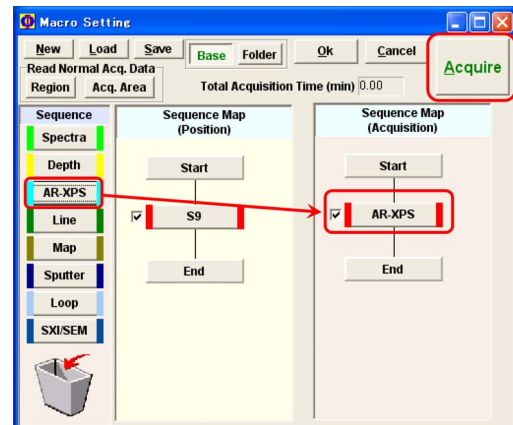 Macro Setting
New Load Save Base Folder Ok Cancel Acquire
Read Normal Acq. Data
Region Acq. Area Total Acquisition Time (min) 0.00
Sequence
Spectra
Depth
AR-XPS
Line
Map
Sputter
Loop
SXI/SEM
Sequence Map
(Position)
Start
S9
End
Sequence Map
(Acquisition)
Start
AR-XPS
End